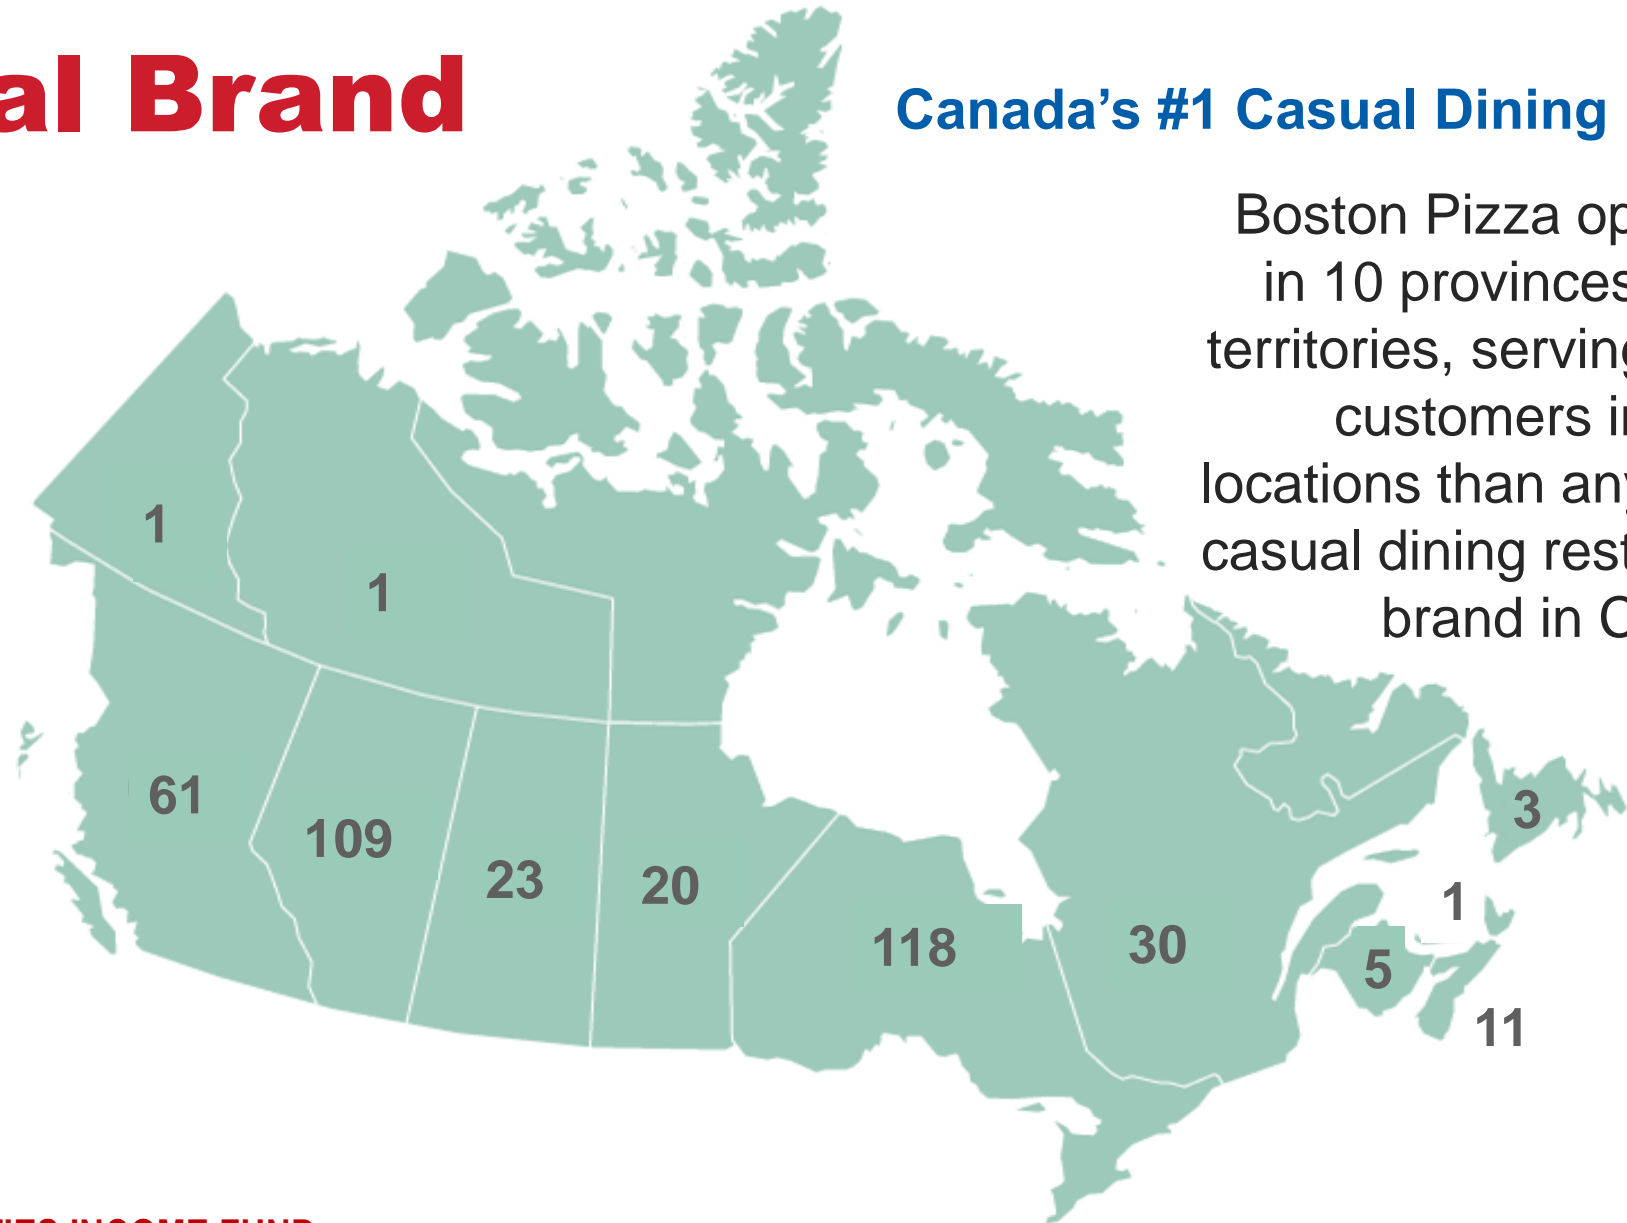 al Brand
Canada's #1 Casual Dining
Boston Pizza op
in 10 provinces
territories, serving
customers in
locations than any
casual dining rest
brand in C
1
1
61
109
23
20
118
30
3
1
5
11